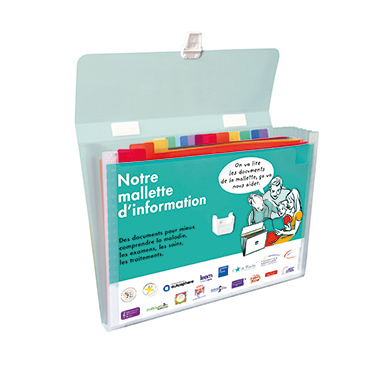 On va lire
les documents
de la mallette, ça va
nous aider.
Notre
mallette
d'information
Des documents pour mieux
comprendre la maladie,
les examens, les soins,
les traitements.